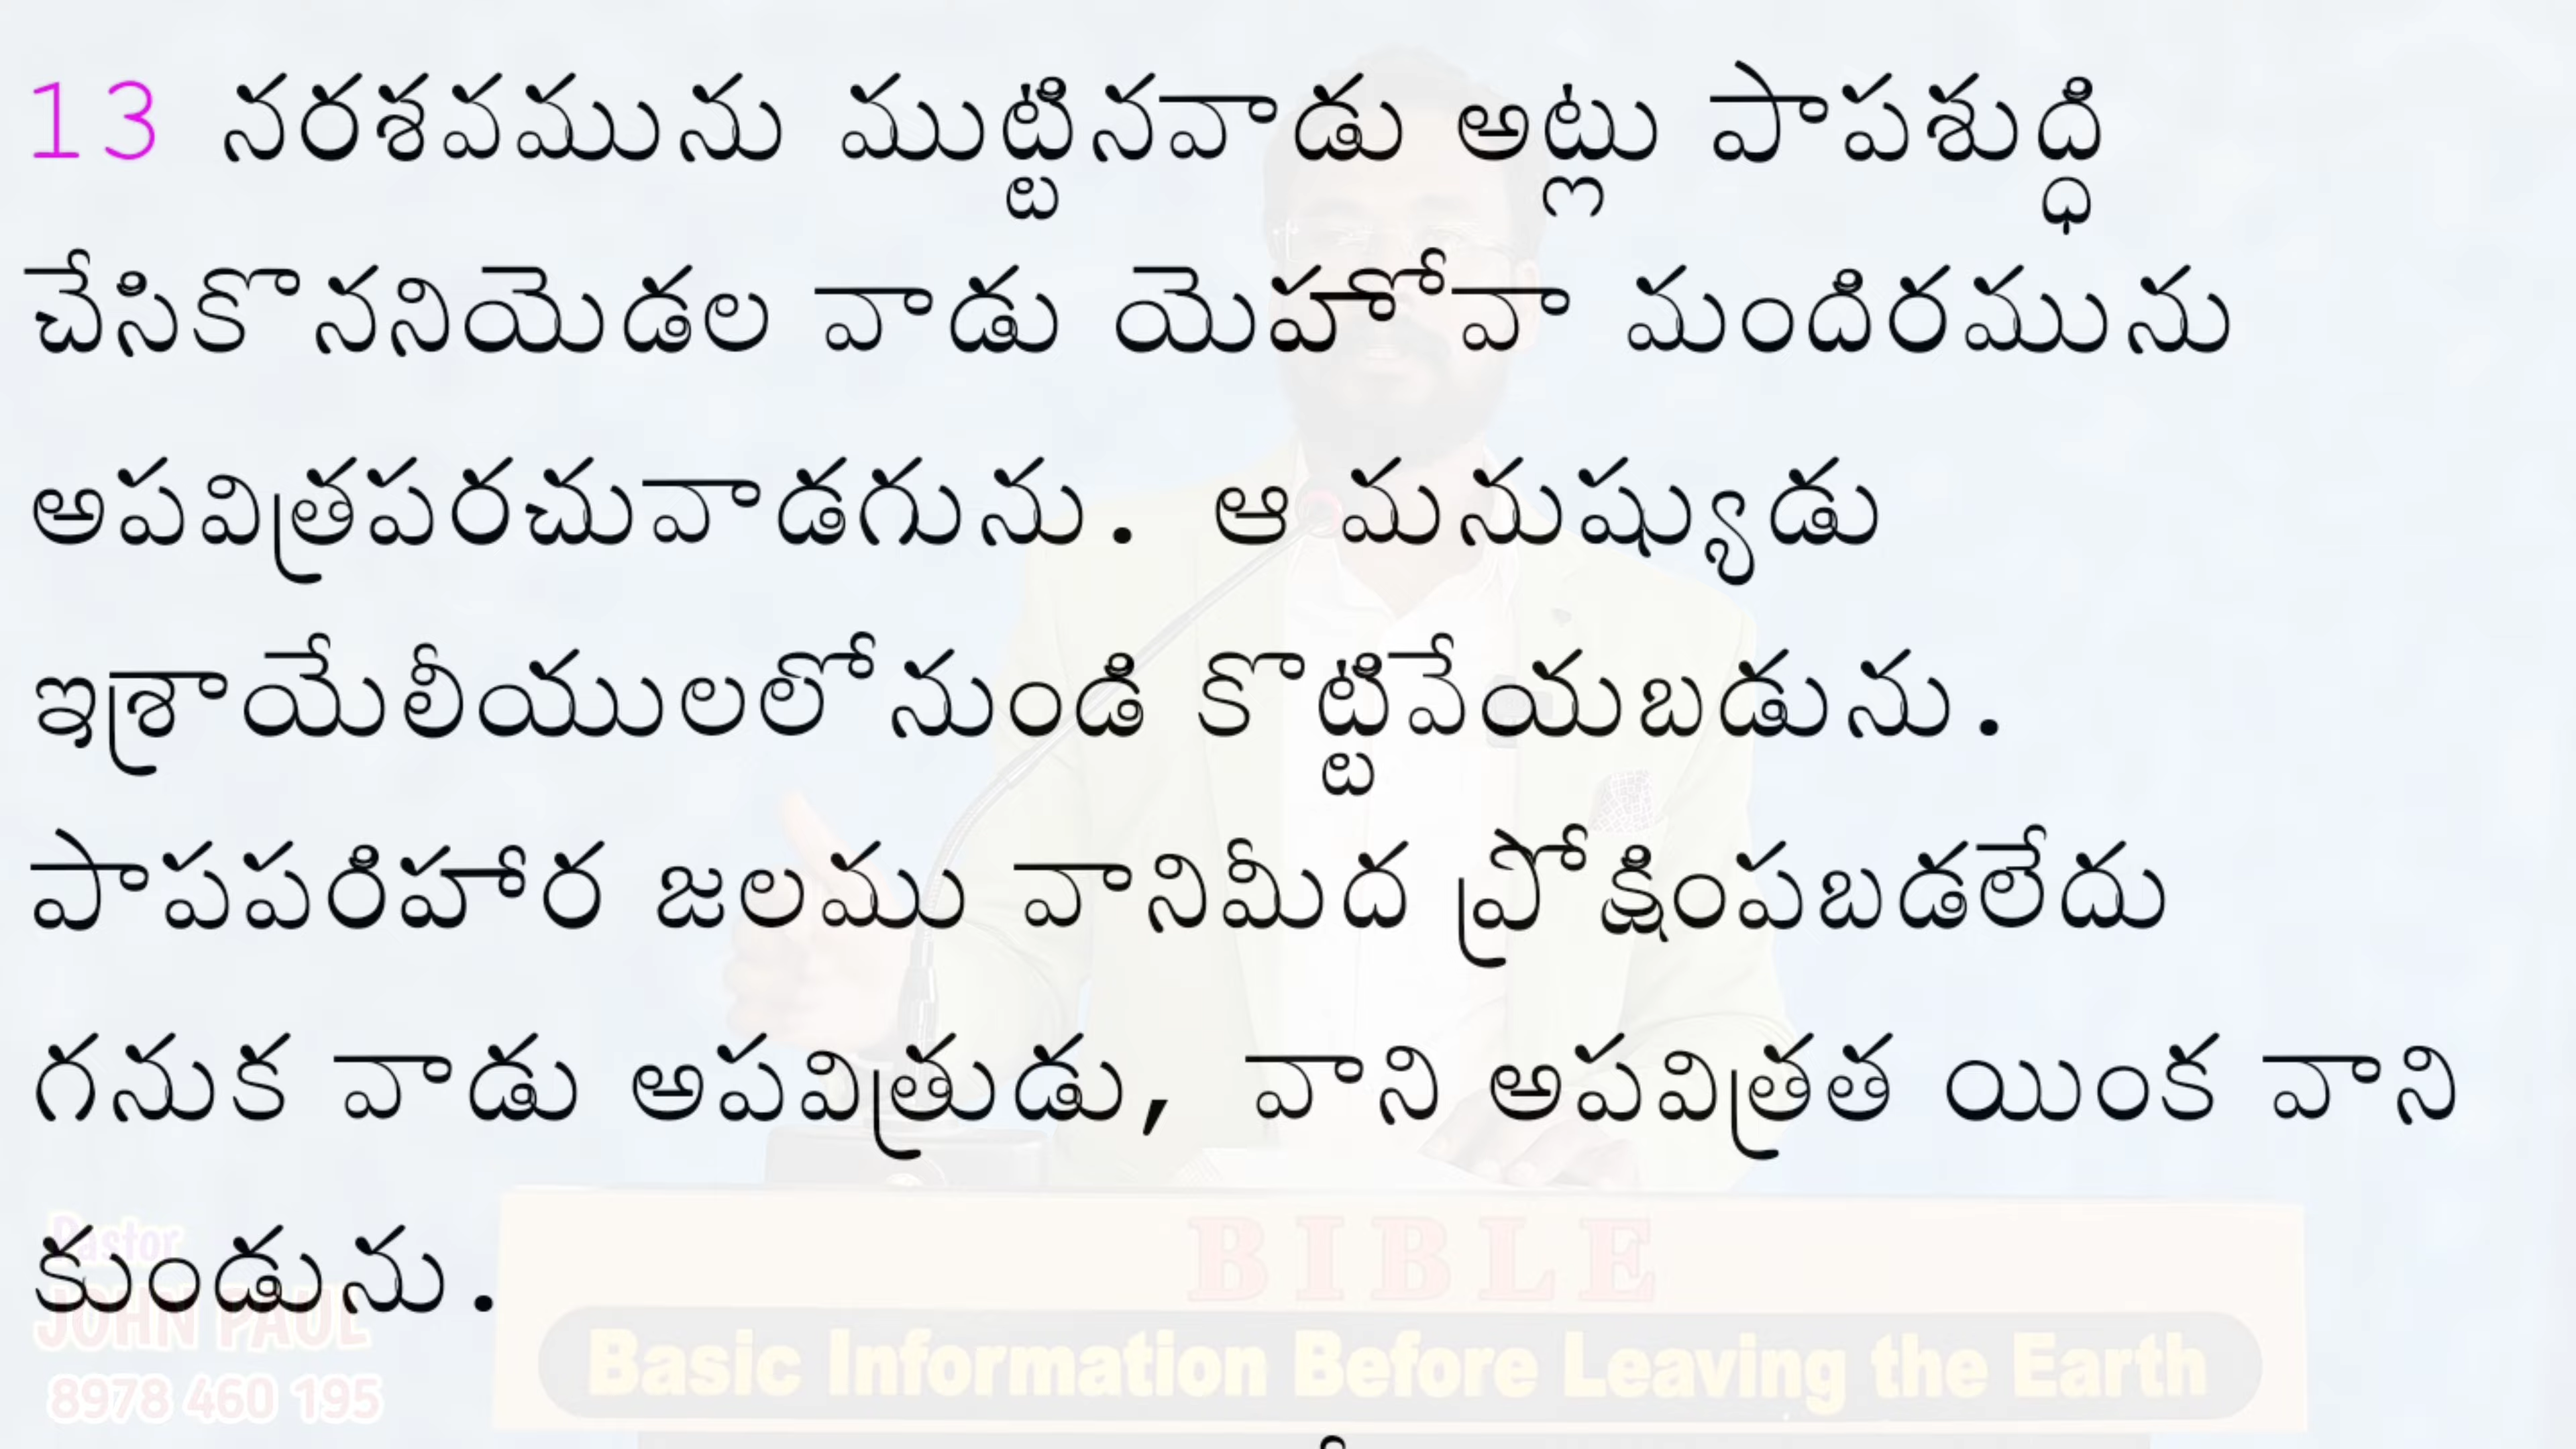 13 నరశవమును ముట్టినవాడు అట్లు పాపశుద్ధి
చేసికొననియెడల వాడు యెహోవా మందిరమును
అపవిత్రపరచువాడగును. ఆ మనుష్యుడు
ఇశ్రాయేలీయులలోనుండి కొట్టివేయబడును.
పాపపరిహార జలము వానిమీద ప్రోక్షింపబడలేదు
గనుక వాడు అపవిత్రుడు, వాని అపవిత్రత యింక వాని
కుండును.
Pastor
JOHN PAUL
8978 460 195
BIBLE
Basic Information Before Leaving the Earth